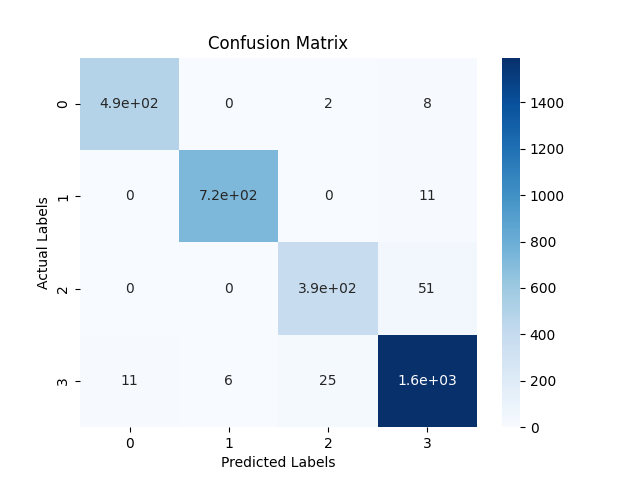 Confusion Matrix
0 4.9e+02 0 2 8
1 0 7.2e+02 0 11
2 0 0 3.9e+02 51
3 11 6 25 1.6e+03
0 1 2 3
Actual Labels
Predicted Labels
1400
1200
1000
800
600
400
200
0